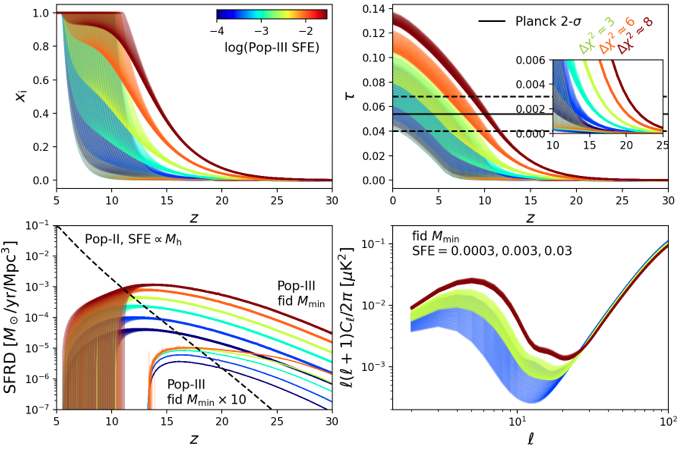 1.0
0.8
0.6
0.4
0.2
0.0
x_i
−4 −3 −2
log(Pop-III SFE)
5 10 15 20 25 30
z
0.14
0.12
0.10
0.08
0.06
0.04
0.02
0.00
τ
Planck 2-σ
Δχ² ≈ 3
Δχ² ≈ 6
Δχ² ≈ 8
0.006
0.004
0.002
0.000
10 15 20 25
0 5 10 15 20 25 30
z
10⁻¹
10⁻²
10⁻³
10⁻⁴
10⁻⁵
10⁻⁶
10⁻⁷
SFRD [M_⊙/yr/Mpc³]
Pop-II, SFE ∝ M_h
Pop-III
fid M_min
Pop-III
fid M_min × 10
5 10 15 20 25 30
z
10⁻¹
10⁻²
10⁻³
ℓ(ℓ + 1)C_ℓ/2π [μK²]
fid M_min
SFE = 0.0003, 0.003, 0.03
10¹ 10²
ℓ